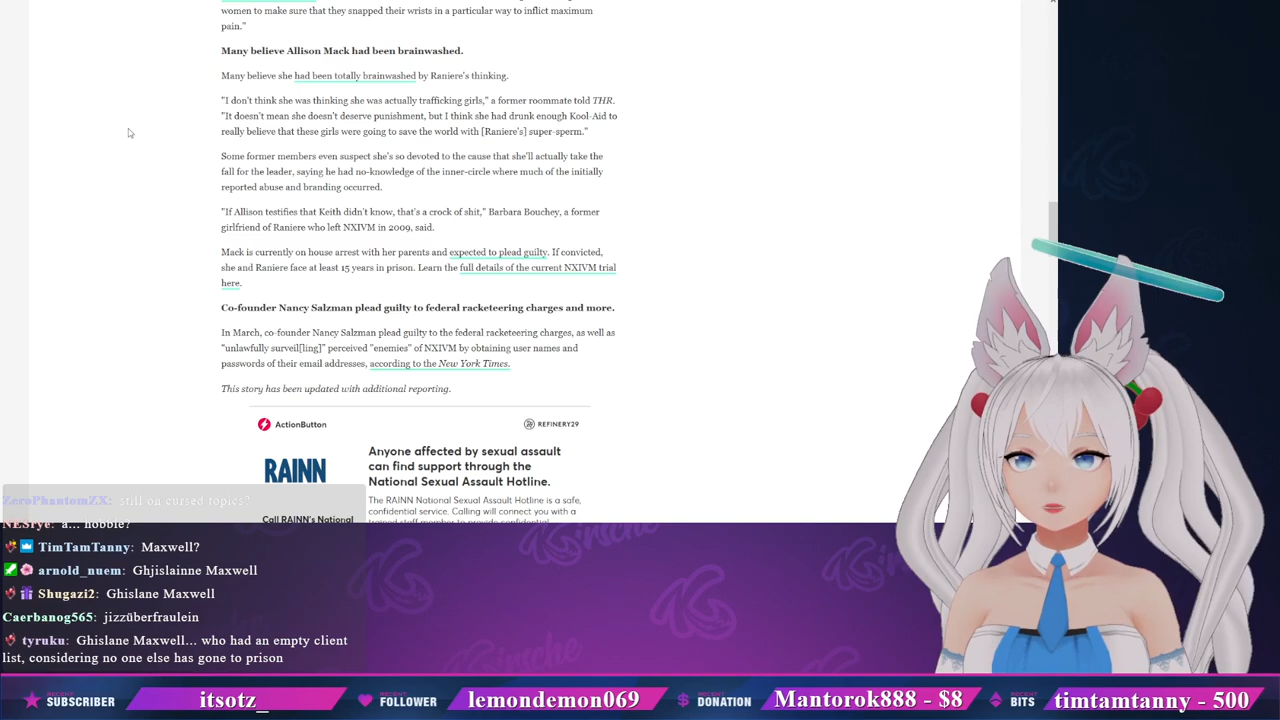 women to make sure that they snapped their wrists in a particular way to inflict maximum
pain."
Many believe Allison Mack had been brainwashed.
Many believe she had been totally brainwashed by Raniere's thinking.
"I don't think she was thinking she was actually trafficking girls," a former roommate told THR.
"It doesn't mean she doesn't deserve punishment, but I think she had drunk enough Kool-Aid to
really believe that these girls were going to save the world with [Raniere's] super-sperm."
Some former members even suspect she's so devoted to the cause that she'll actually take the
fall for the leader, saying he had no-knowledge of the inner-circle where much of the initially
reported abuse and branding occurred.
"If Allison testifies that Keith didn't know, that's a crock of shit," Barbara Bouchey, a former
girlfriend of Raniere who left NXIVM in 2009, said.
Mack is currently on house arrest with her parents and expected to plead guilty. If convicted,
she and Raniere face at least 15 years in prison. Learn the full details of the current NXIVM trial
here.
Co-founder Nancy Salzman plead guilty to federal racketeering charges and more.
In March, co-founder Nancy Salzman plead guilty to the federal racketeering charges, as well as
"unlawfully surveil[ling]" perceived "enemies" of NXIVM by obtaining user names and
passwords of their email addresses, according to the New York Times.
This story has been updated with additional reporting.
ActionButton
REFINERY29
RAINN
Anyone affected by sexual assault
can find support through the
National Sexual Assault Hotline.
The RAINN National Sexual Assault Hotline is a safe,
confidential service. Calling will connect you with a
trained staff member to provide confidential
Call RAINN's National
ZeroPhantomZX: still on cursed topics?
NESrye: a... hobble?
TimTamTanny: Maxwell?
arnold_nuem: Ghjislainne Maxwell
Shugazi2: Ghislane Maxwell
Caerbanog565: jizzüberfraulein
tyruku: Ghislane Maxwell... who had an empty client
list, considering no one else has gone to prison
Kirsche
RECENT
SUBSCRIBER
itsotz_
RECENT
FOLLOWER
lemondemon069
RECENT
DONATION
Mantorok888 - $8
RECENT
BITS
timtamtanny - 500